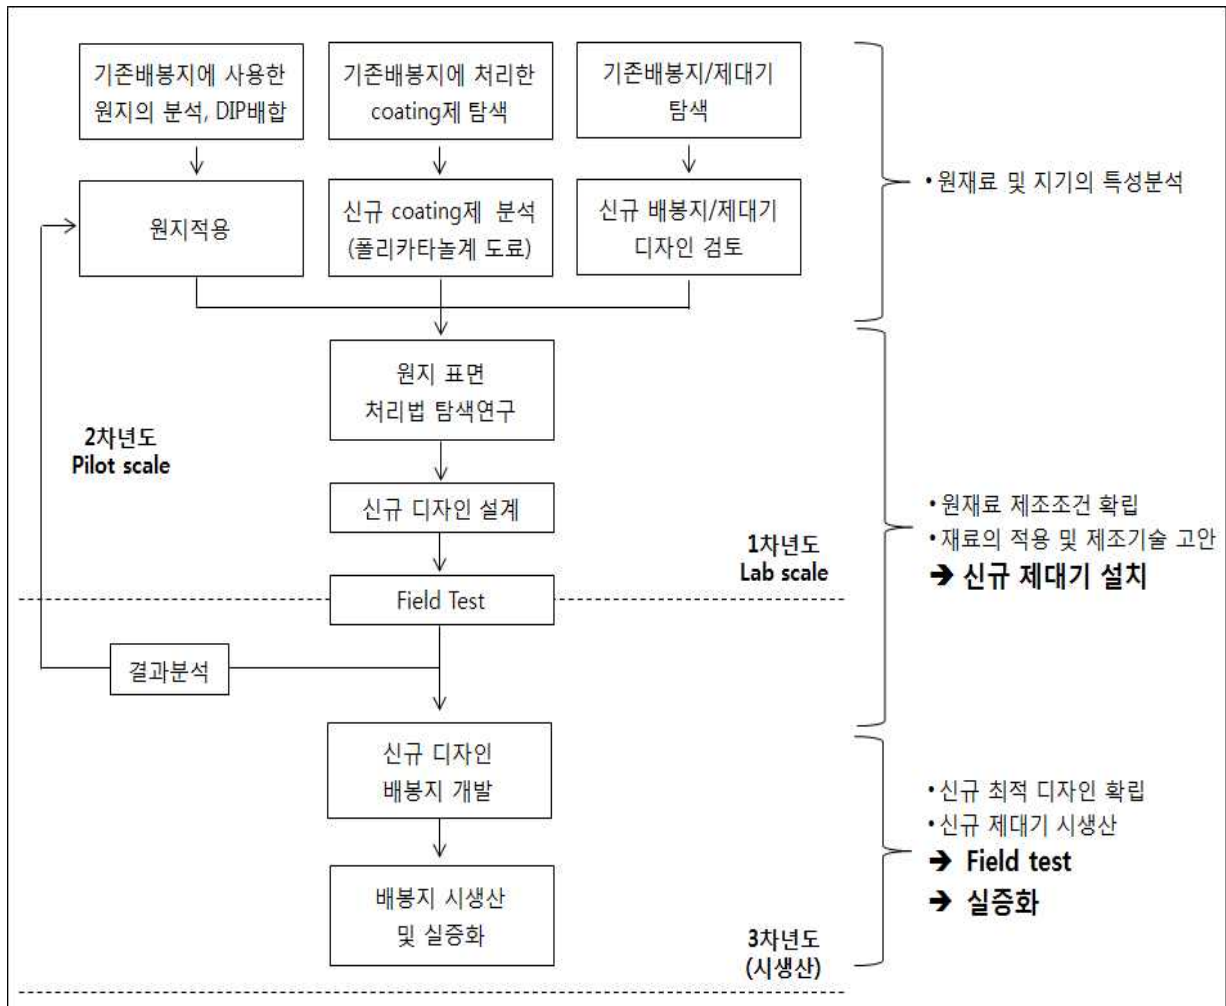 기존배봉지에 사용한
원지의 분석, DIP배합
기존배봉지에 처리한
coating제 탐색
기존배봉지/제대기
탐색
원지적용
신규 coating제 분석
(폴리카타놀계 도료)
신규 배봉지/제대기
디자인 검토
• 원재료 및 지기의 특성분석
원지 표면
처리법 탐색연구
2차년도
Pilot scale
신규 디자인 설계
1차년도
Lab scale
• 원재료 제조조건 확립
• 재료의 적용 및 제조기술 고안
➔ 신규 제대기 설치
Field Test
결과분석
신규 디자인
배봉지 개발
• 신규 최적 디자인 확립
• 신규 제대기 시생산
➔ Field test
➔ 실증화
배봉지 시생산
및 실증화
3차년도
(시생산)